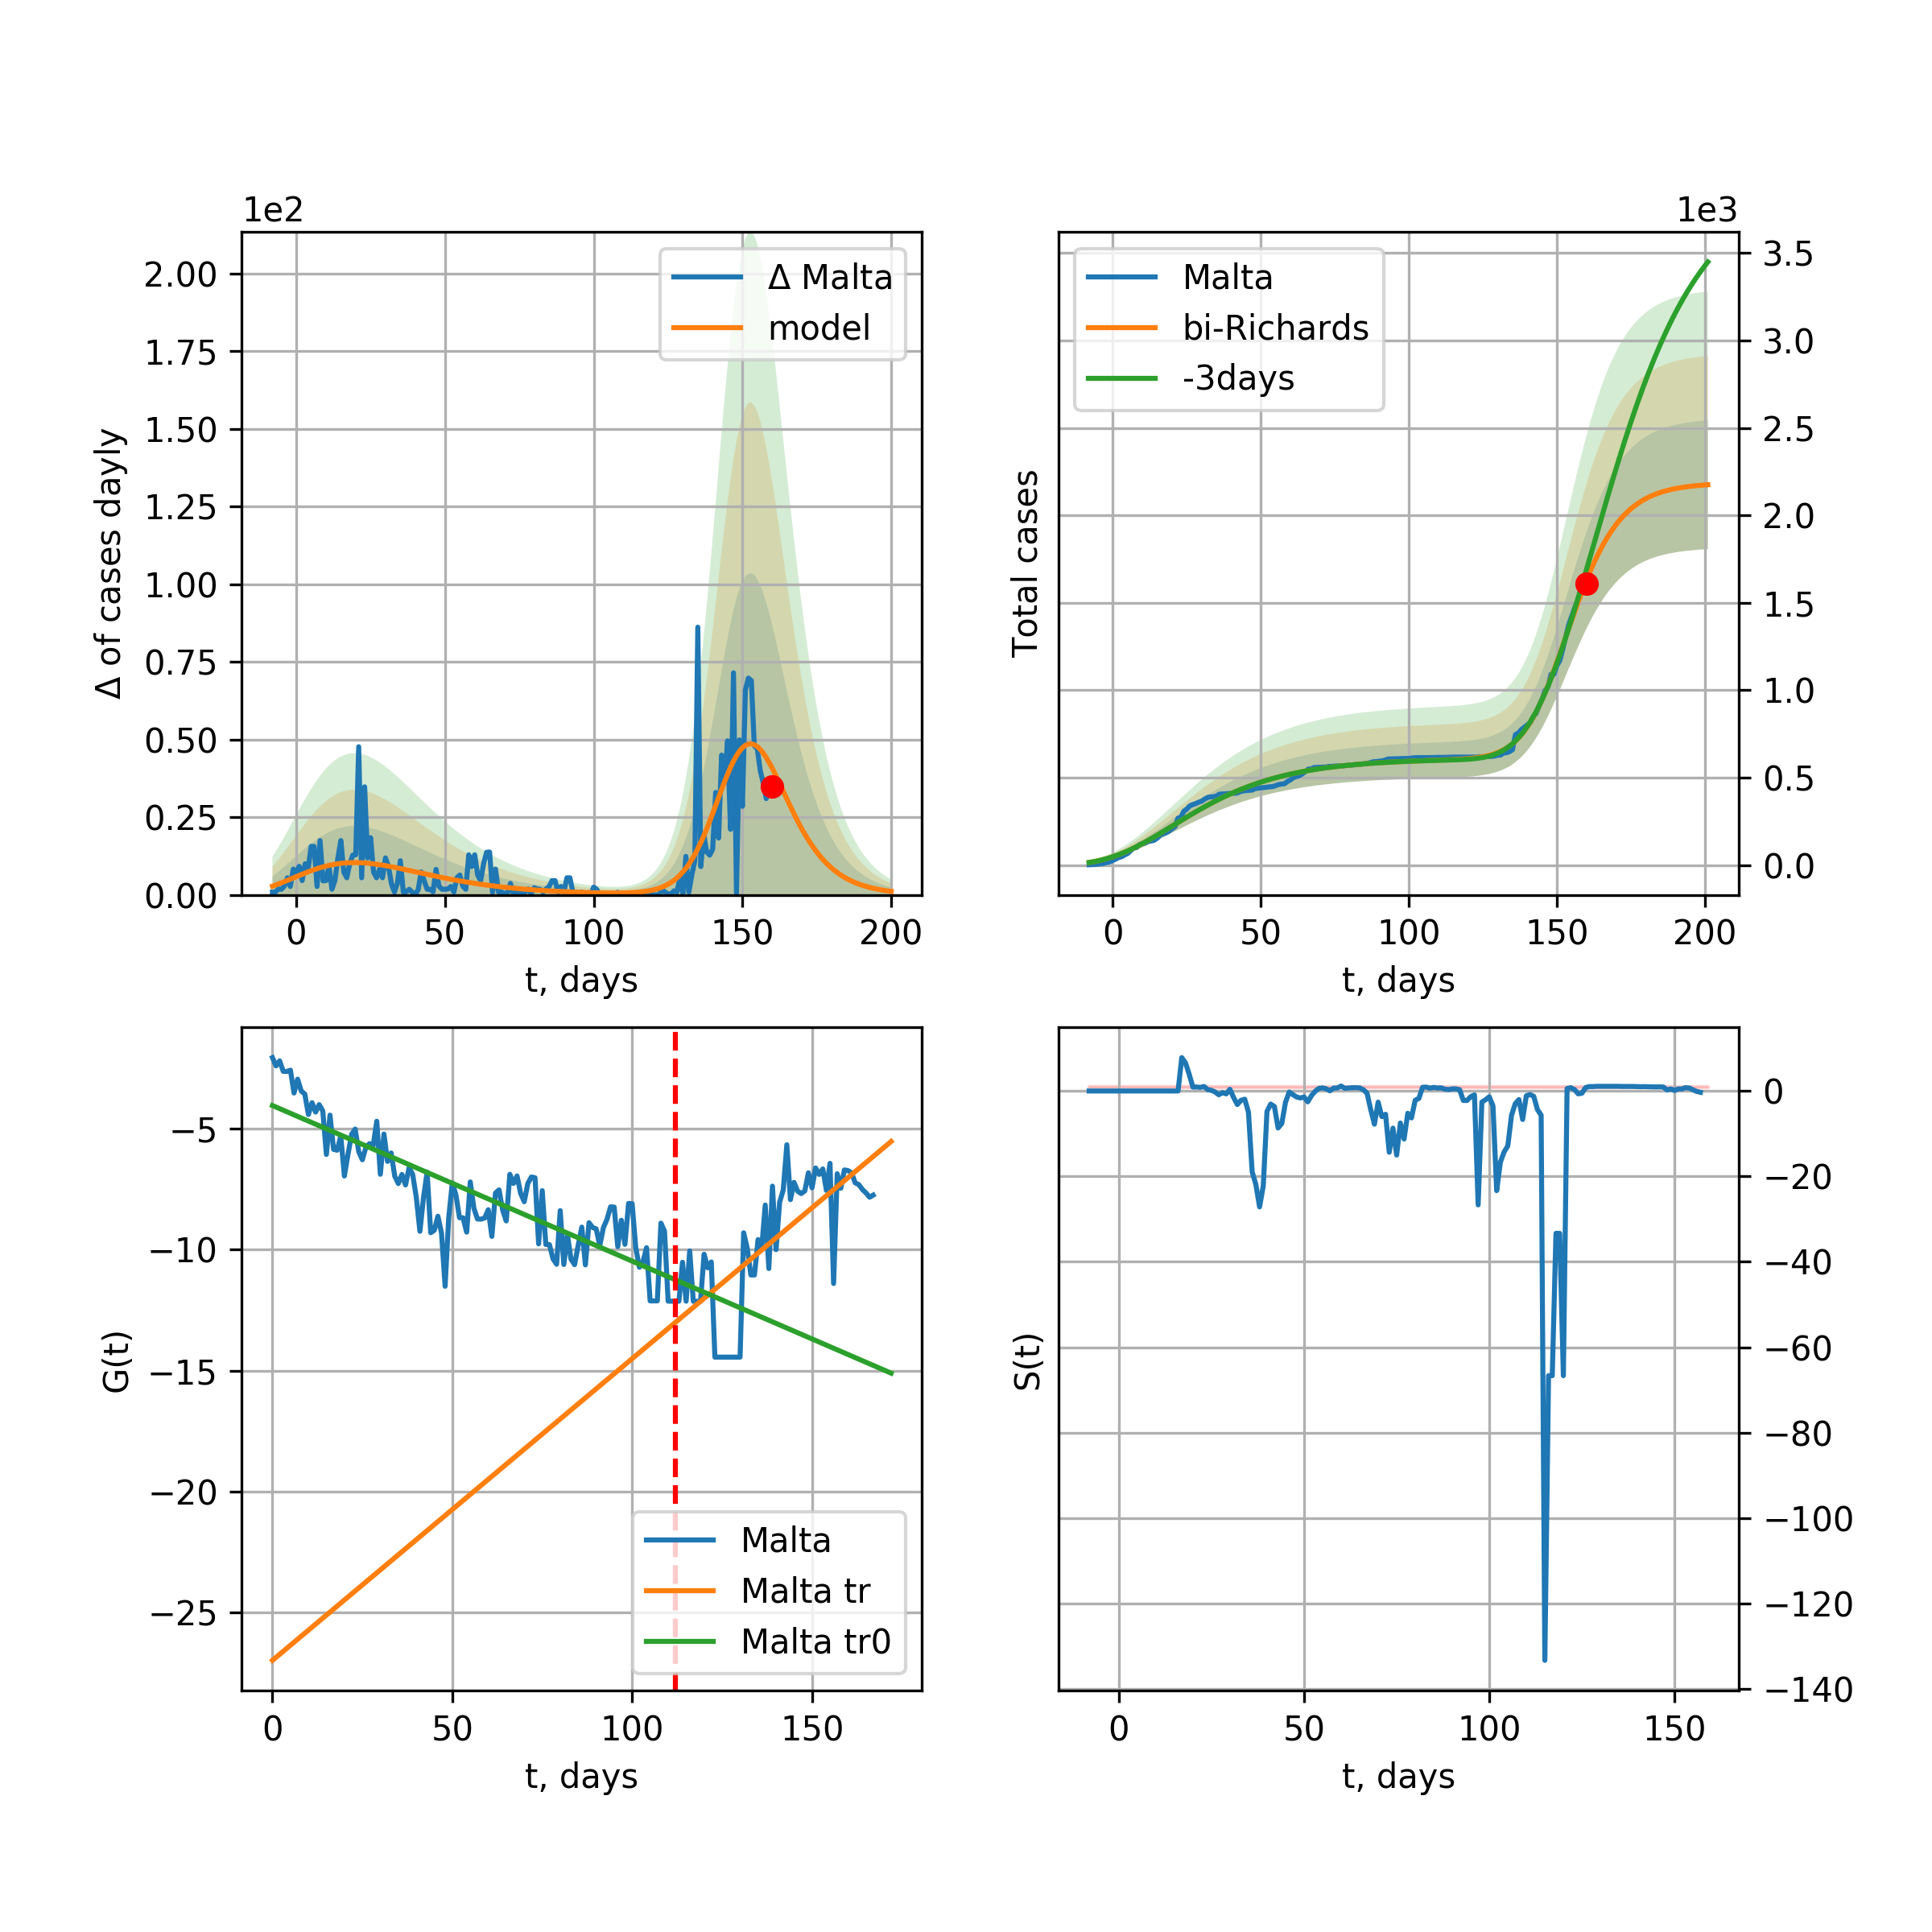 1e2
Δ of cases dayly
2.00
1.75
1.50
1.25
1.00
0.75
0.50
0.25
0.00
0 50 100 150 200
t, days
Δ Malta
model
1e3
Total cases
3.5
3.0
2.5
2.0
1.5
1.0
0.5
0.0
0 50 100 150 200
t, days
Malta
bi-Richards
-3days
G(t)
−5
−10
−15
−20
−25
0 50 100 150
t, days
Malta
Malta tr
Malta tr0
S(t)
0
−20
−40
−60
−80
−100
−120
−140
0 50 100 150
t, days